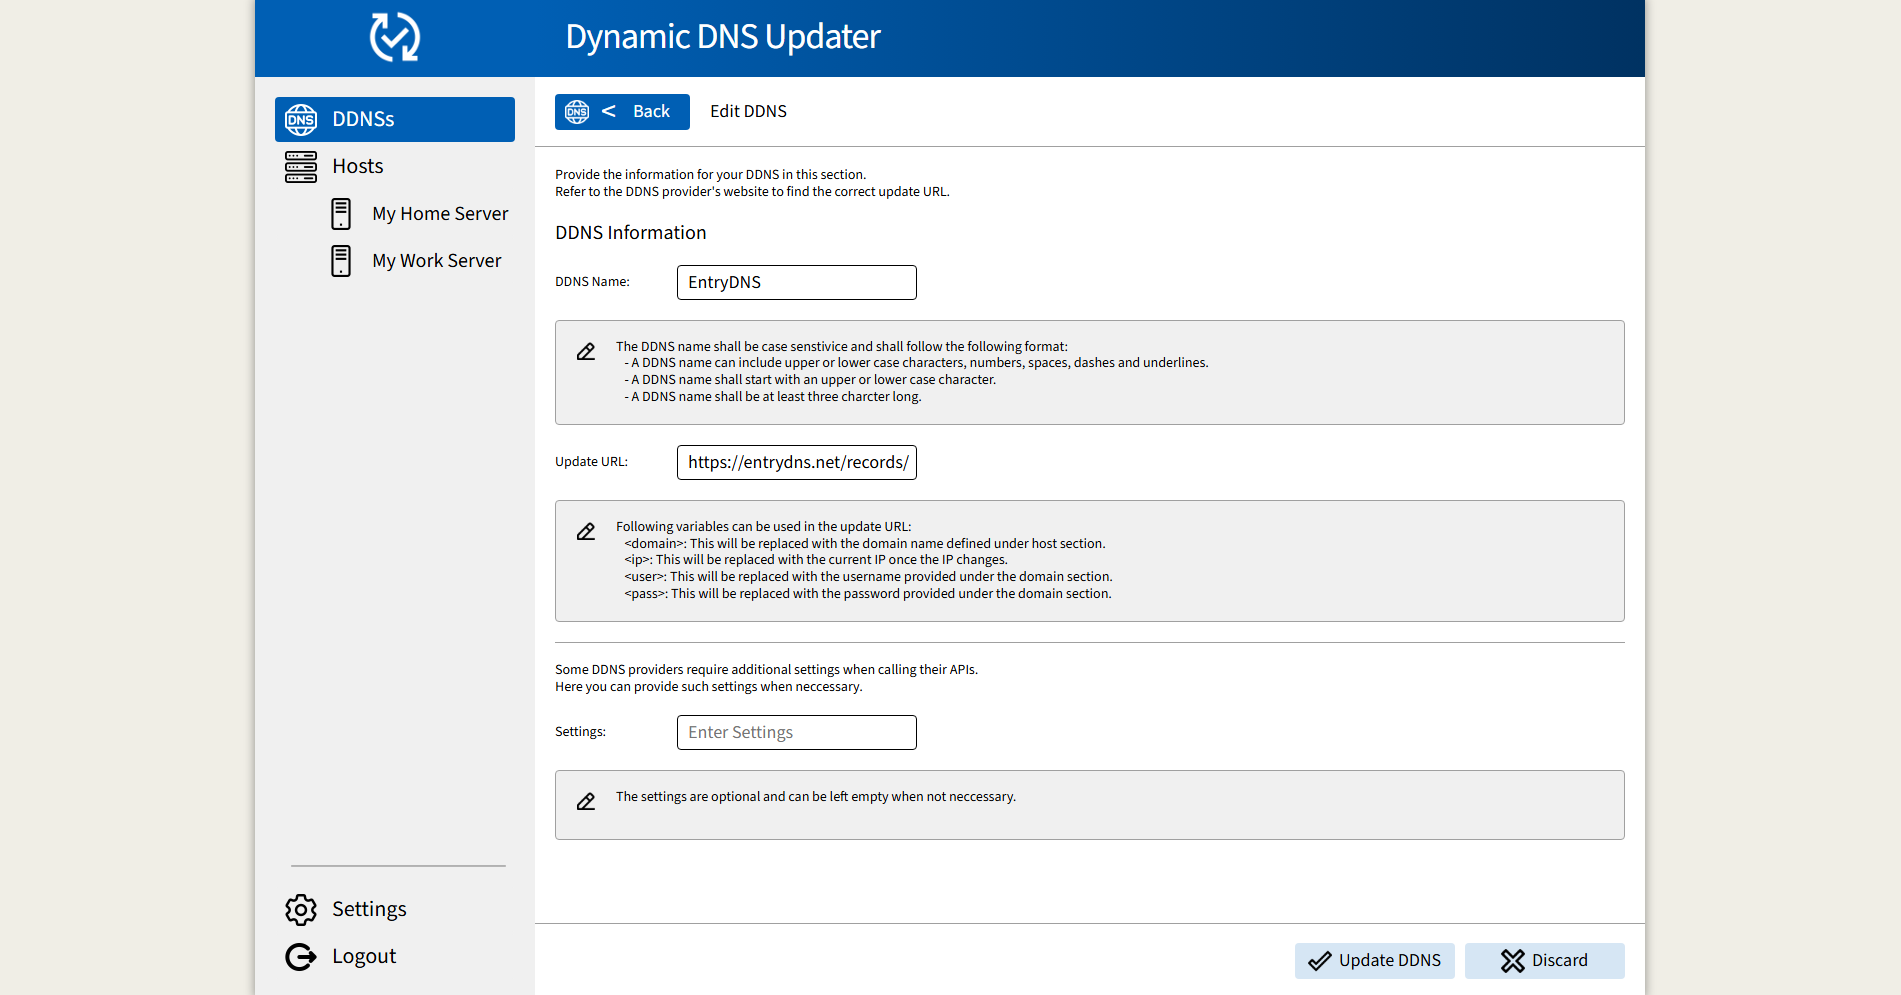 Dynamic DNS Updater
DNS DDNSs
Hosts
My Home Server
My Work Server
Settings
Logout
DNS < Back
Edit DDNS
Provide the information for your DDNS in this section.
Refer to the DDNS provider's website to find the correct update URL.
DDNS Information
DDNS Name: EntryDNS
The DDNS name shall be case senstivice and shall follow the following format:
- A DDNS name can include upper or lower case characters, numbers, spaces, dashes and underlines.
- A DDNS name shall start with an upper or lower case character.
- A DDNS name shall be at least three charcter long.
Update URL: https://entrydns.net/records/
Following variables can be used in the update URL:
<domain>: This will be replaced with the domain name defined under host section.
<ip>: This will be replaced with the current IP once the IP changes.
<user>: This will be replaced with the username provided under the domain section.
<pass>: This will be replaced with the password provided under the domain section.
Some DDNS providers require additional settings when calling their APIs.
Here you can provide such settings when neccessary.
Settings: Enter Settings
The settings are optional and can be left empty when not neccessary.
Update DDNS
Discard